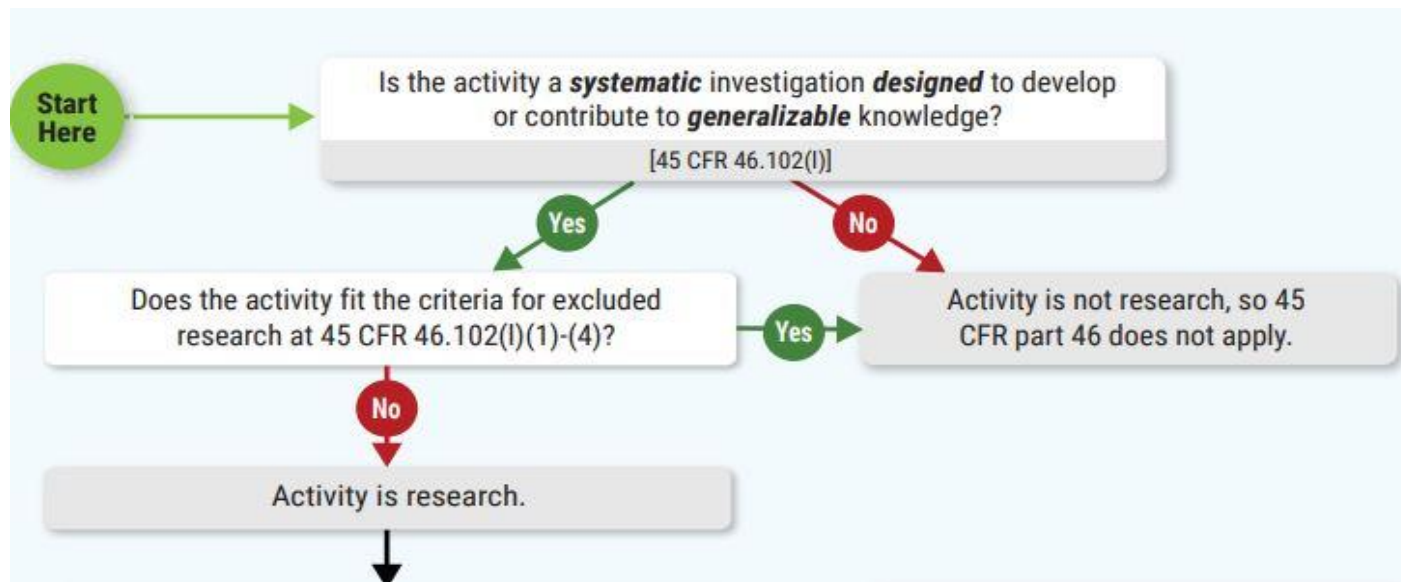 Start
Here
Is the activity a systematic investigation designed to develop
or contribute to generalizable knowledge?
[45 CFR 46.102(l)]
Yes
No
Does the activity fit the criteria for excluded
research at 45 CFR 46.102(l)(1)-(4)?
Yes
Activity is not research, so 45
CFR part 46 does not apply.
No
Activity is research.